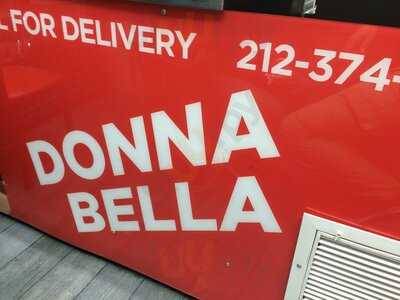 L FOR DELIVERY
212-374-
DONNA
BELLA